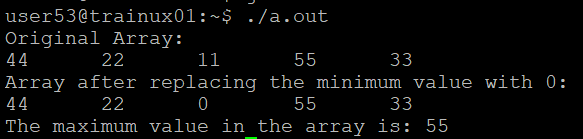 user53@trainux01:~$ ./a.out
Original Array:
44 22 11 55 33
Array after replacing the minimum value with 0:
44 22 0 55 33
The maximum value in the array is: 55